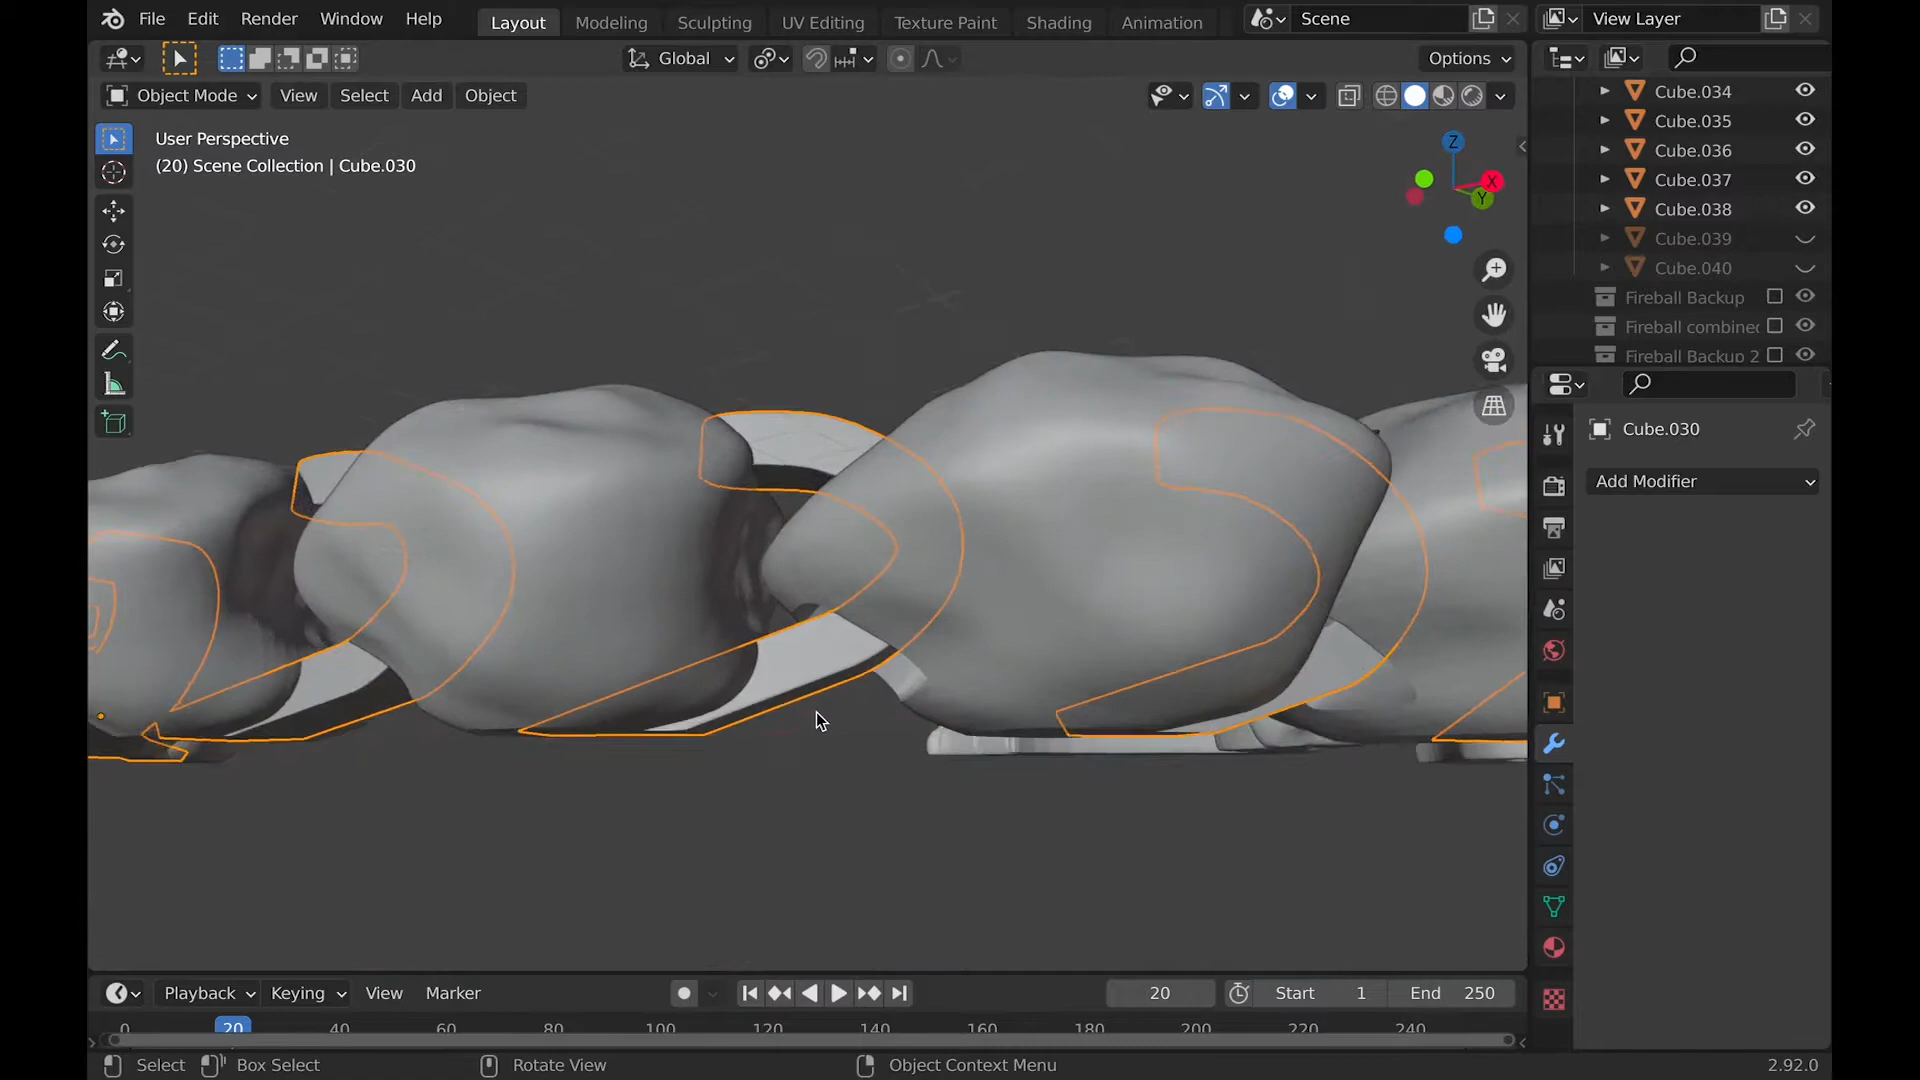 File Edit Render Window Help Layout Modeling Sculpting UV Editing Texture Paint Shading Animation Scene View Layer
Global Options
Object Mode View Select Add Object
User Perspective
(20) Scene Collection | Cube.030
Z
X
Y
Cube.034
Cube.035
Cube.036
Cube.037
Cube.038
Cube.039
Cube.040
Fireball Backup
Fireball combined
Fireball Backup 2
Cube.030
Add Modifier
Playback Keying View Marker 20 Start 1 End 250
0 20 40 60 80 100 120 140 160 180 200 220 240
Select Box Select Rotate View Object Context Menu 2.92.0